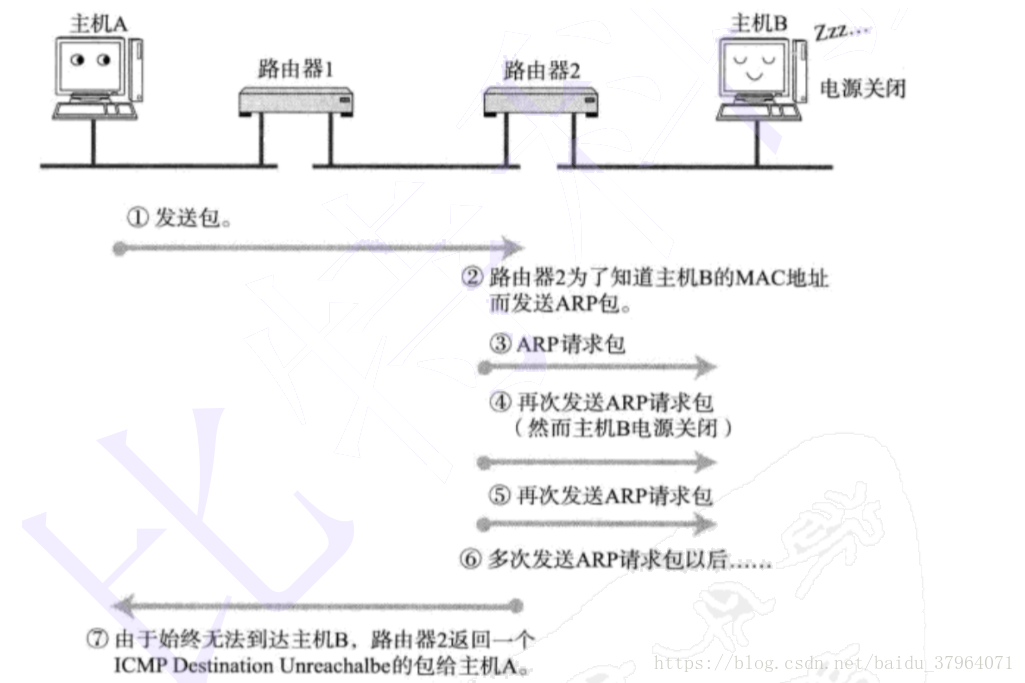 主机A
主机B
Zzz…
路由器1
路由器2
电源关闭
① 发送包。
② 路由器2为了知道主机B的MAC地址
而发送ARP包。
③ ARP请求包
④ 再次发送ARP请求包
(然而主机B电源关闭)
⑤ 再次发送ARP请求包
⑥ 多次发送ARP请求包以后……
⑦ 由于始终无法到达主机B，路由器2返回一个
ICMP Destination Unreachalbe的包给主机A。
https://blog.csdn.net/baidu_37964071